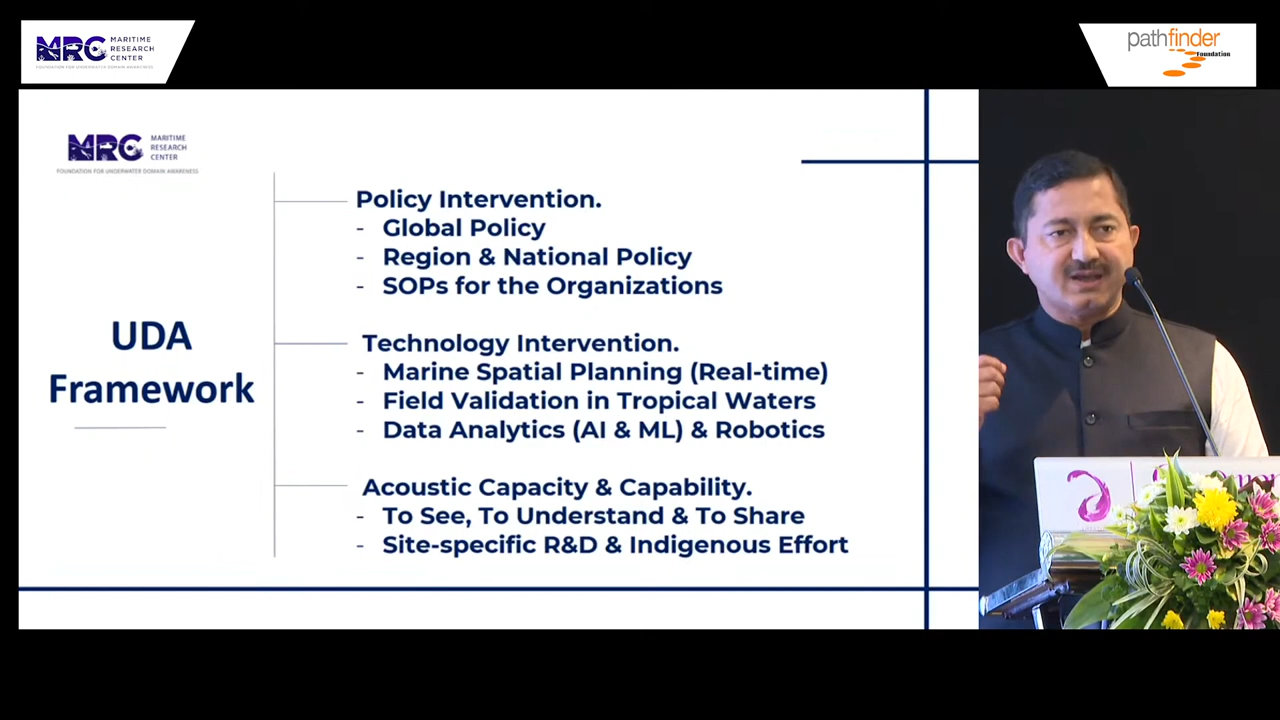 MRC MARITIME
RESEARCH
CENTER
FOUNDATION FOR UNDERWATER DOMAIN AWARENESS
pathfinder
Foundation
MRC MARITIME
RESEARCH
CENTER
FOUNDATION FOR UNDERWATER DOMAIN AWARENESS
UDA
Framework
Policy Intervention.
- Global Policy
- Region & National Policy
- SOPs for the Organizations
Technology Intervention.
- Marine Spatial Planning (Real-time)
- Field Validation in Tropical Waters
- Data Analytics (AI & ML) & Robotics
Acoustic Capacity & Capability.
- To See, To Understand & To Share
- Site-specific R&D & Indigenous Effort